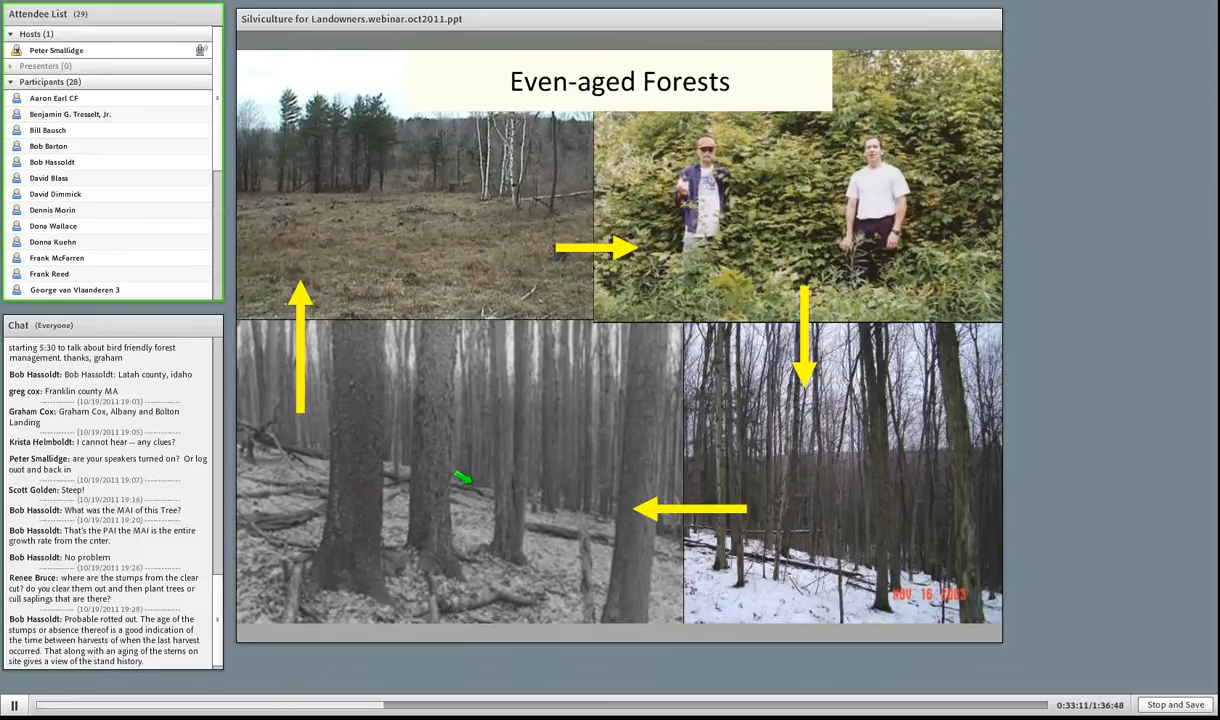 Attendee List (29)
Hosts (1)
Peter Smallidge
Presenters (0)
Participants (28)
Aaron Earl CF
Benjamin G. Tresselt, Jr.
Bill Bausch
Bob Barton
Bob Hassoldt
David Blass
David Dimmick
Dennis Morin
Dona Wallace
Donna Kuehn
Frank McFarren
Frank Reed
George van Vlaanderen 3
Chat (Everyone)
starting 5:30 to talk about bird friendly forest
management. thanks, graham
Bob Hassoldt: Bob Hassoldt: Latah county, idaho
greg cox: Franklin county MA
------------ (10/19/2011 19:03) ------------
Graham Cox: Graham Cox, Albany and Bolton
Landing
------------ (10/19/2011 19:05) ------------
Krista Helmboldt: I cannot hear -- any clues?
Peter Smallidge: are your speakers turned on? Or log
ouot and back in
------------ (10/19/2011 19:07) ------------
Scott Golden: Steep!
------------ (10/19/2011 19:16) ------------
Bob Hassoldt: What was the MAI of this Tree?
------------ (10/19/2011 19:20) ------------
Bob Hassoldt: That's the PAI the MAI is the entire
growth rate from the cnter.
Bob Hassoldt: No problem
------------ (10/19/2011 19:26) ------------
Renee Bruce: where are the stumps from the clear
cut? do you clear them out and then plant trees or
cull saplings that are there?
------------ (10/19/2011 19:28) ------------
Bob Hassoldt: Probable rotted out. The age of the
stumps or absence thereof is a good indication of
the time between harvests of when the last harvest
occurred. That along with an aging of the stems on
site gives a view of the stand history.
Silviculture for Landowners.webinar.oct2011.ppt
Even-aged Forests
NOV 16 2003
0:33:11/1:36:48
Stop and Save